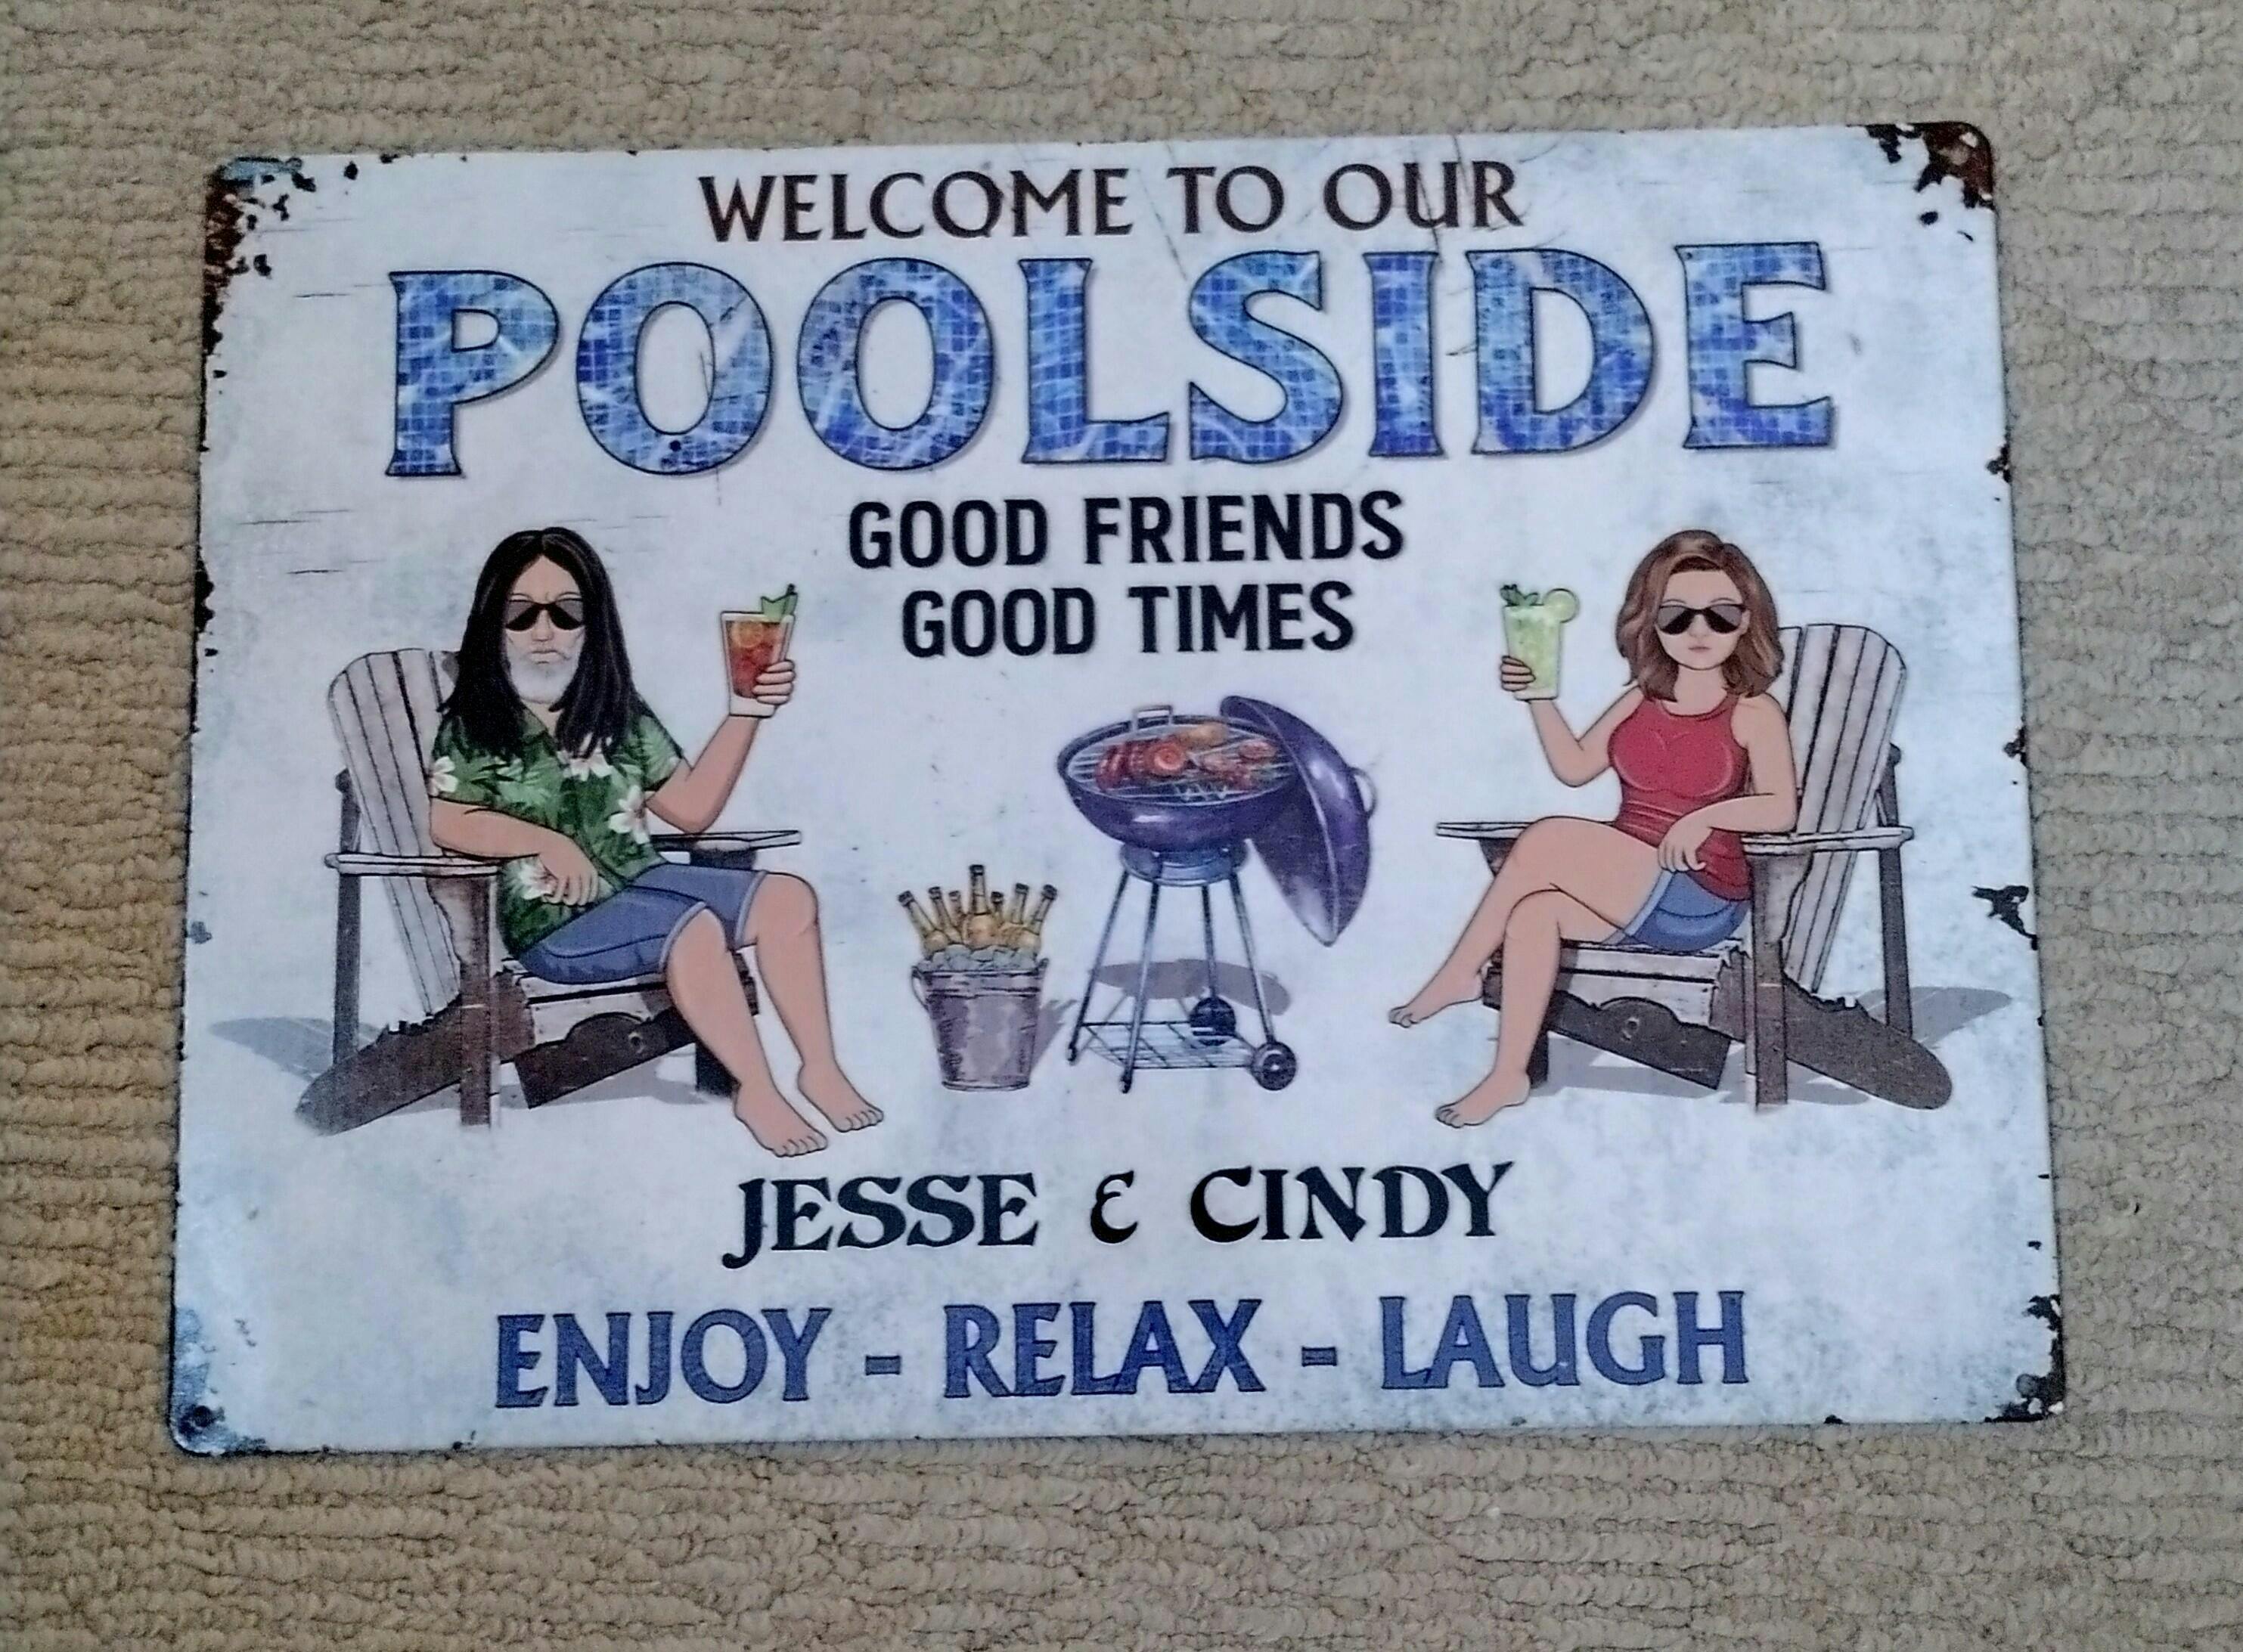 WELCOME TO OUR
POOLSIDE
GOOD FRIENDS
GOOD TIMES
JESSE & CINDY
ENJOY - RELAX - LAUGH